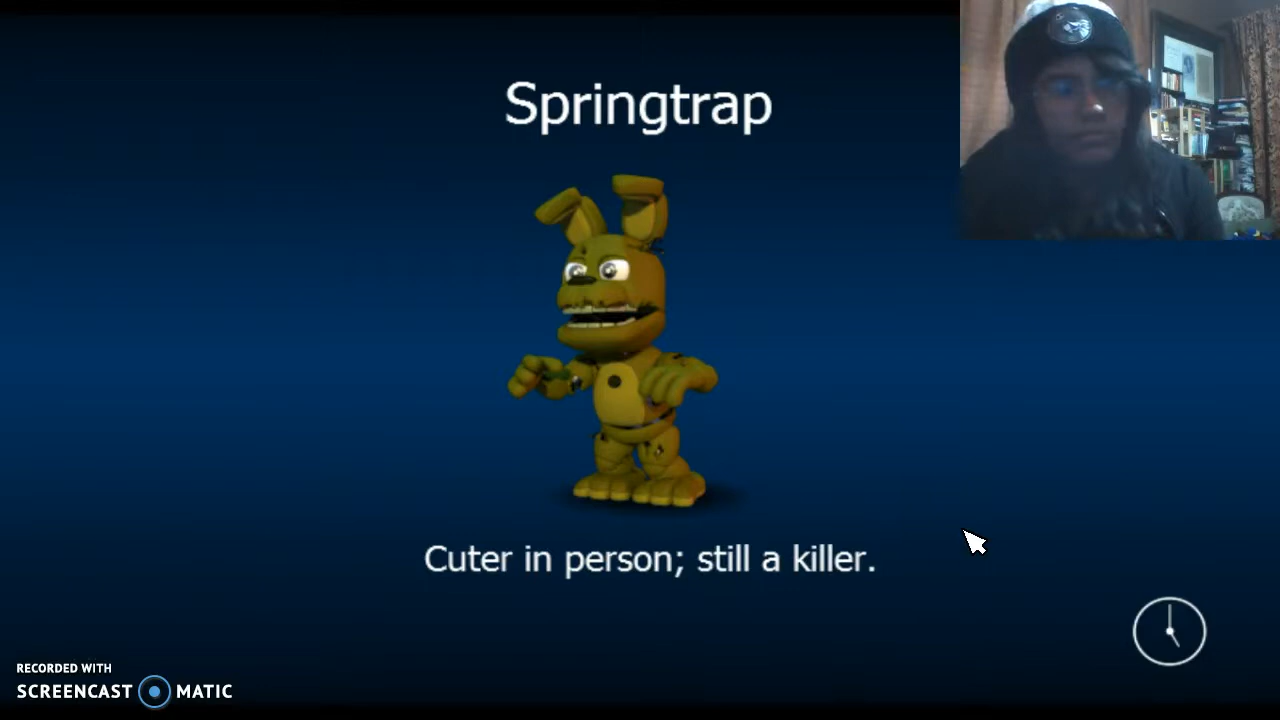 Springtrap
Cuter in person; still a killer.
RECORDED WITH
SCREENCAST MATIC